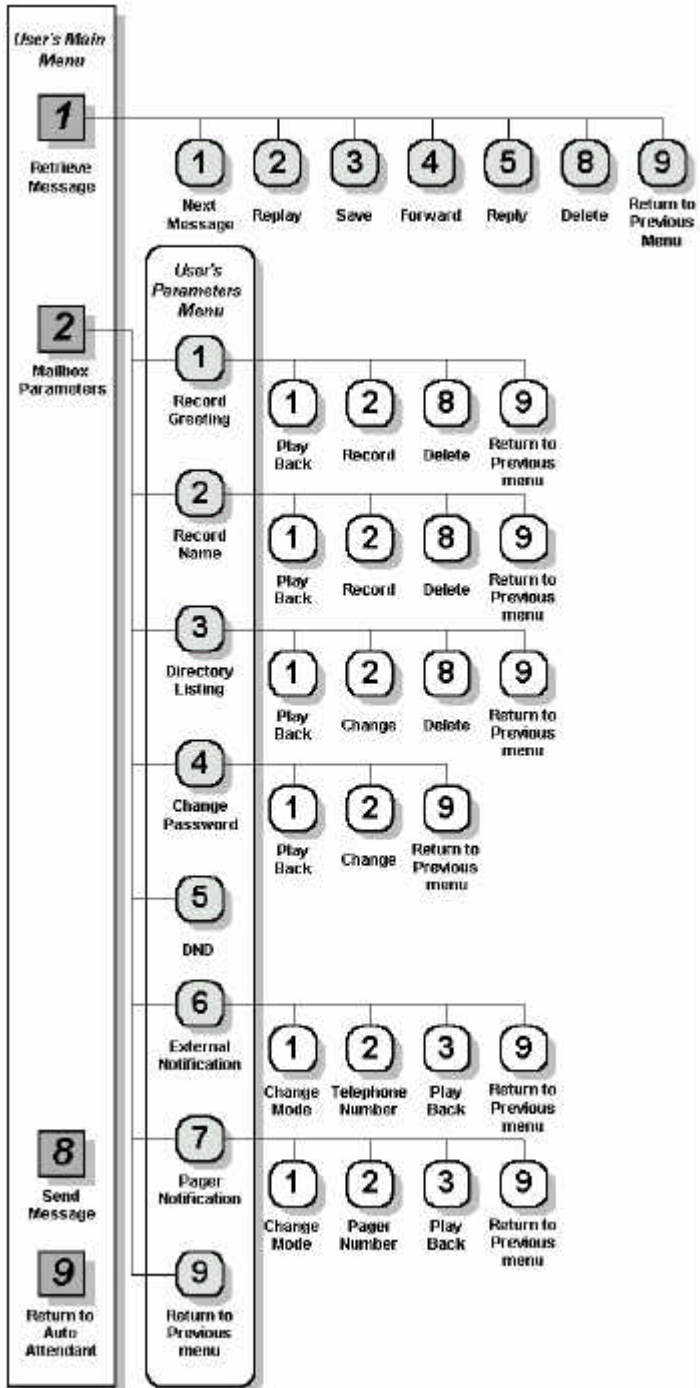 User's Main
Menu
1
Retrieve
Message
1
2
3
4
5
8
9
Next
Message
Replay
Save
Forward
Reply
Delete
Return to
Previous
Menu
User's
Parameters
Menu
2
Mailbox
Parameters
1
Record
Greeting
1
2
8
9
Play
Back
Record
Delete
Return to
Previous
menu
2
Record
Name
1
2
8
9
Play
Back
Record
Delete
Return to
Previous
menu
3
Directory
Listing
1
2
8
9
Play
Back
Change
Delete
Return to
Previous
menu
4
Change
Password
1
2
9
Play
Back
Change
Return to
Previous
menu
5
DND
6
External
Notification
1
2
3
9
Change
Mode
Telephone
Number
Play
Back
Return to
Previous
menu
7
Pager
Notification
1
2
3
9
Change
Mode
Pager
Number
Play
Back
Return to
Previous
menu
8
Send
Message
9
Return to
Auto
Attendant
9
Return to
Previous
menu